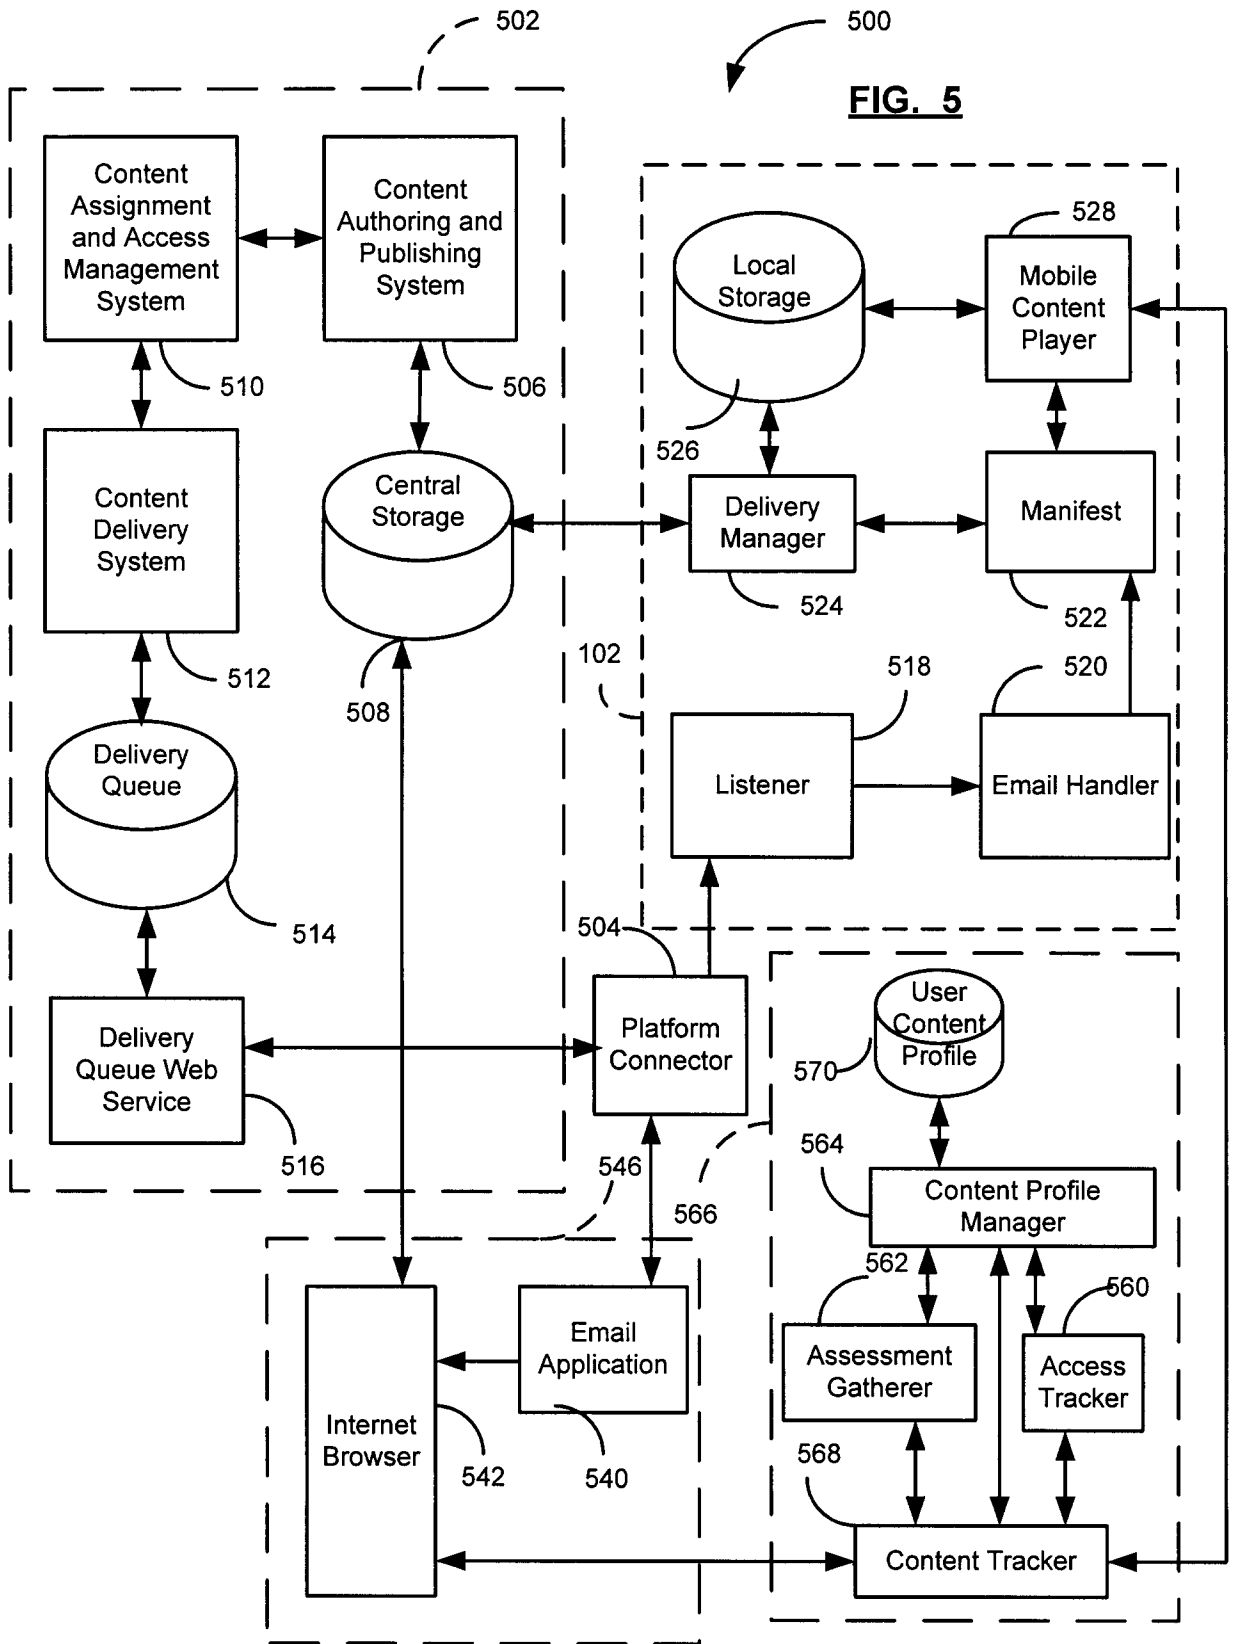 502
500
FIG. 5
Content
Assignment
and Access
Management
System
Content
Authoring and
Publishing
System
510
506
Content
Delivery
System
512
Central
Storage
508
Delivery
Queue
514
Delivery
Queue Web
Service
516
Local
Storage
526
528
Mobile
Content
Player
Delivery
Manager
524
Manifest
522
102
518
520
Listener
Email Handler
504
Platform
Connector
546
566
User
Content
Profile
570
564
Content Profile
Manager
562
560
Assessment
Gatherer
Access
Tracker
568
Content Tracker
Email
Application
540
Internet
Browser
542